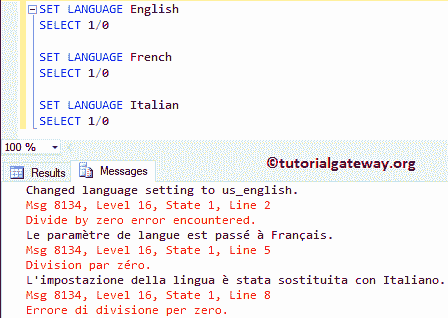 SET LANGUAGE English
SELECT 1/0
SET LANGUAGE French
SELECT 1/0
SET LANGUAGE Italian
SELECT 1/0
100 %
©tutorialgateway.org
Results Messages
Changed language setting to us_english.
Msg 8134, Level 16, State 1, Line 2
Divide by zero error encountered.
Le paramètre de langue est passé à Français.
Msg 8134, Level 16, State 1, Line 5
Division par zéro.
L'impostazione della lingua è stata sostituita con Italiano.
Msg 8134, Level 16, State 1, Line 8
Errore di divisione per zero.